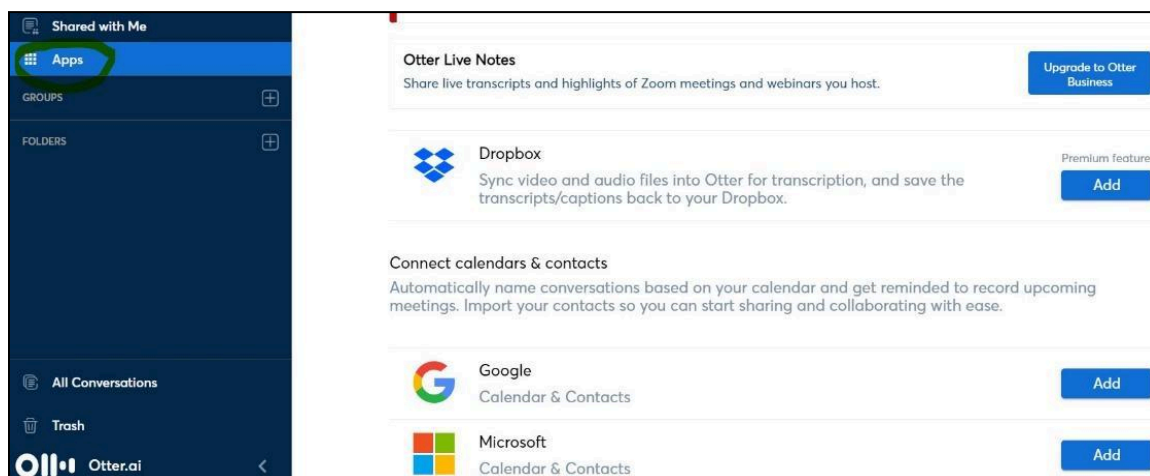 Shared with Me
Apps
GROUPS
FOLDERS
All Conversations
Trash
Otter.ai
Otter Live Notes
Share live transcripts and highlights of Zoom meetings and webinars you host.
Upgrade to Otter
Business
Dropbox
Sync video and audio files into Otter for transcription, and save the
transcripts/captions back to your Dropbox.
Premium feature
Add
Connect calendars & contacts
Automatically name conversations based on your calendar and get reminded to record upcoming
meetings. Import your contacts so you can start sharing and collaborating with ease.
Google
Calendar & Contacts
Add
Microsoft
Calendar & Contacts
Add